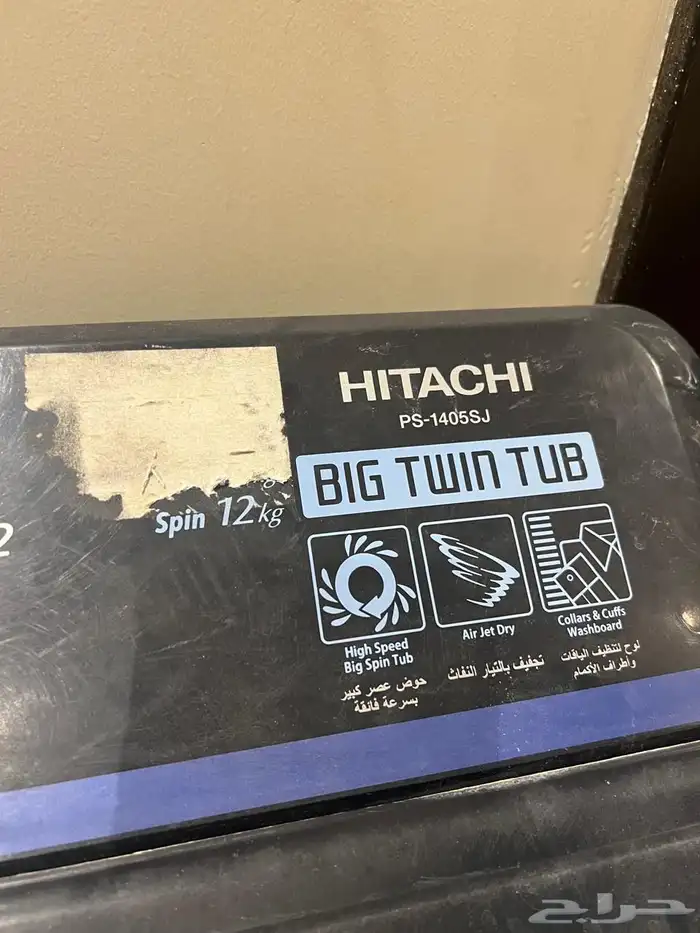 HITACHI
PS-1405SJ
BIG TWIN TUB
Spin 12kg
2
High Speed
Big Spin Tub
حوض عصر كبير
بسرعة فائقة
Air Jet Dry
تجفيف بالتيار النفاث
Collars & Cuffs
Washboard
لوح لتنظيف الياقات
وأطراف الأكمام
حراج